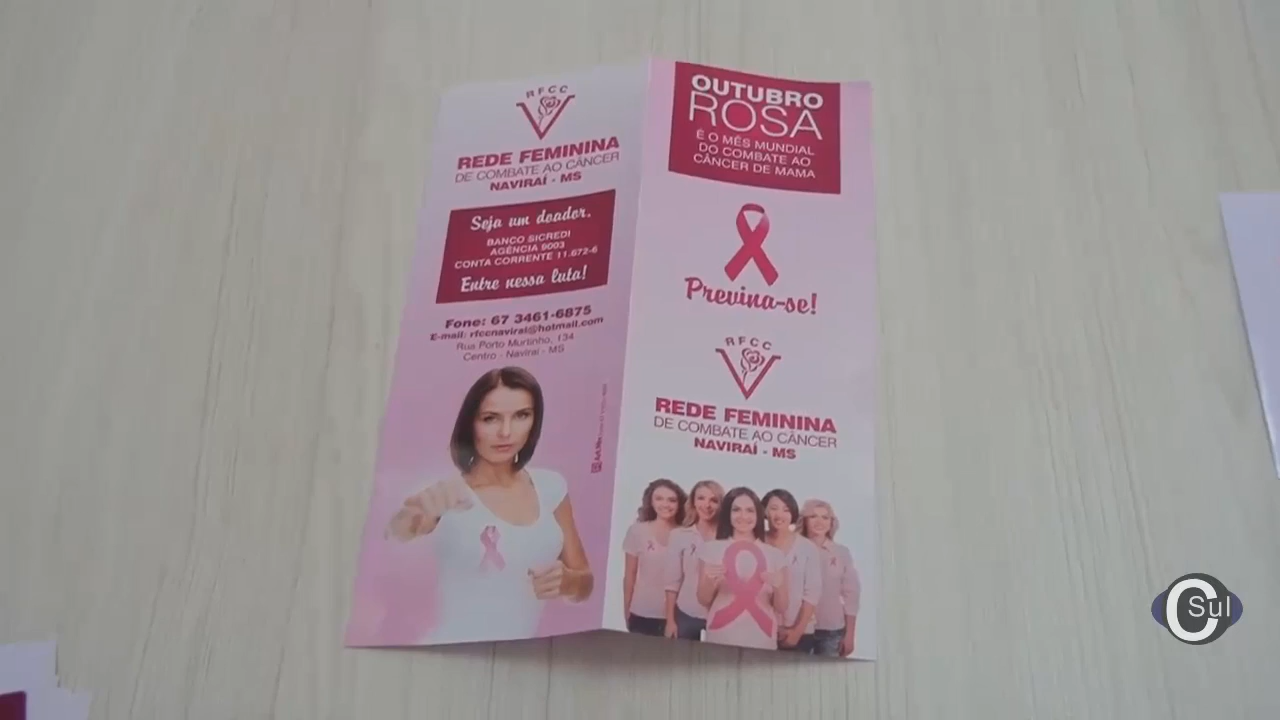 RFCC
REDE FEMININA
DE COMBATE AO CÂNCER
NAVIRAÍ - MS
Seja um doador.
BANCO SICREDI
AGÊNCIA 9003
CONTA CORRENTE 11.672-6
Entre nessa luta!
Fone: 67 3461-6875
E-mail: rfccnavirai@hotmail.com
Rua Porto Murtinho, 134
Centro - Naviraí - MS
OUTUBRO
ROSA
É O MÊS MUNDIAL
DO COMBATE AO
CÂNCER DE MAMA
Previna-se!
RFCC
REDE FEMININA
DE COMBATE AO CÂNCER
NAVIRAÍ - MS
C Sul